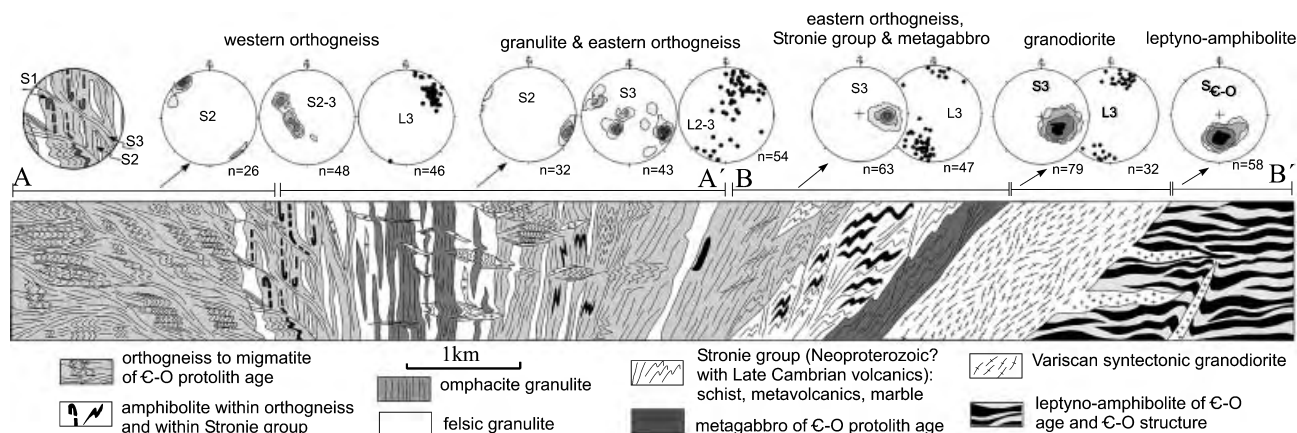 western orthogneiss
granulite & eastern orthogneiss
eastern orthogneiss,
Stronie group & metagabbro
granodiorite
leptyno-amphibolite
S1
S3
S2
S2
n=26
S2-3
n=48
L3
n=46
S2
n=32
S3
n=43
L2-3
n=54
S3
n=63
L3
n=47
S3
n=79
L3
n=32
SЄ-O
n=58
A
A´
B
B´
orthogneiss to migmatite
of Є-O protolith age
amphibolite within orthogneiss
and within Stronie group
1km
omphacite granulite
felsic granulite
Stronie group (Neoproterozoic?
with Late Cambrian volcanics):
schist, metavolcanics, marble
metagabbro of Є-O protolith age
Variscan syntectonic granodiorite
leptyno-amphibolite of Є-O
age and Є-O structure